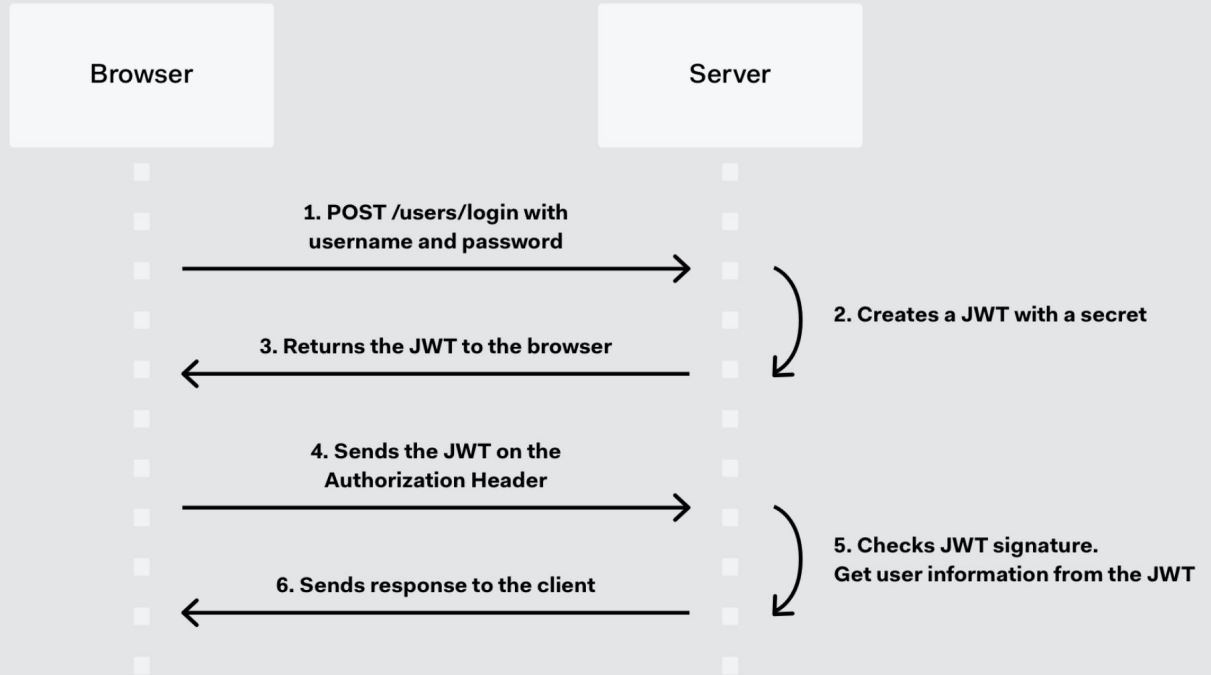 Browser
Server
1. POST /users/login with
username and password
2. Creates a JWT with a secret
3. Returns the JWT to the browser
4. Sends the JWT on the
Authorization Header
5. Checks JWT signature.
Get user information from the JWT
6. Sends response to the client